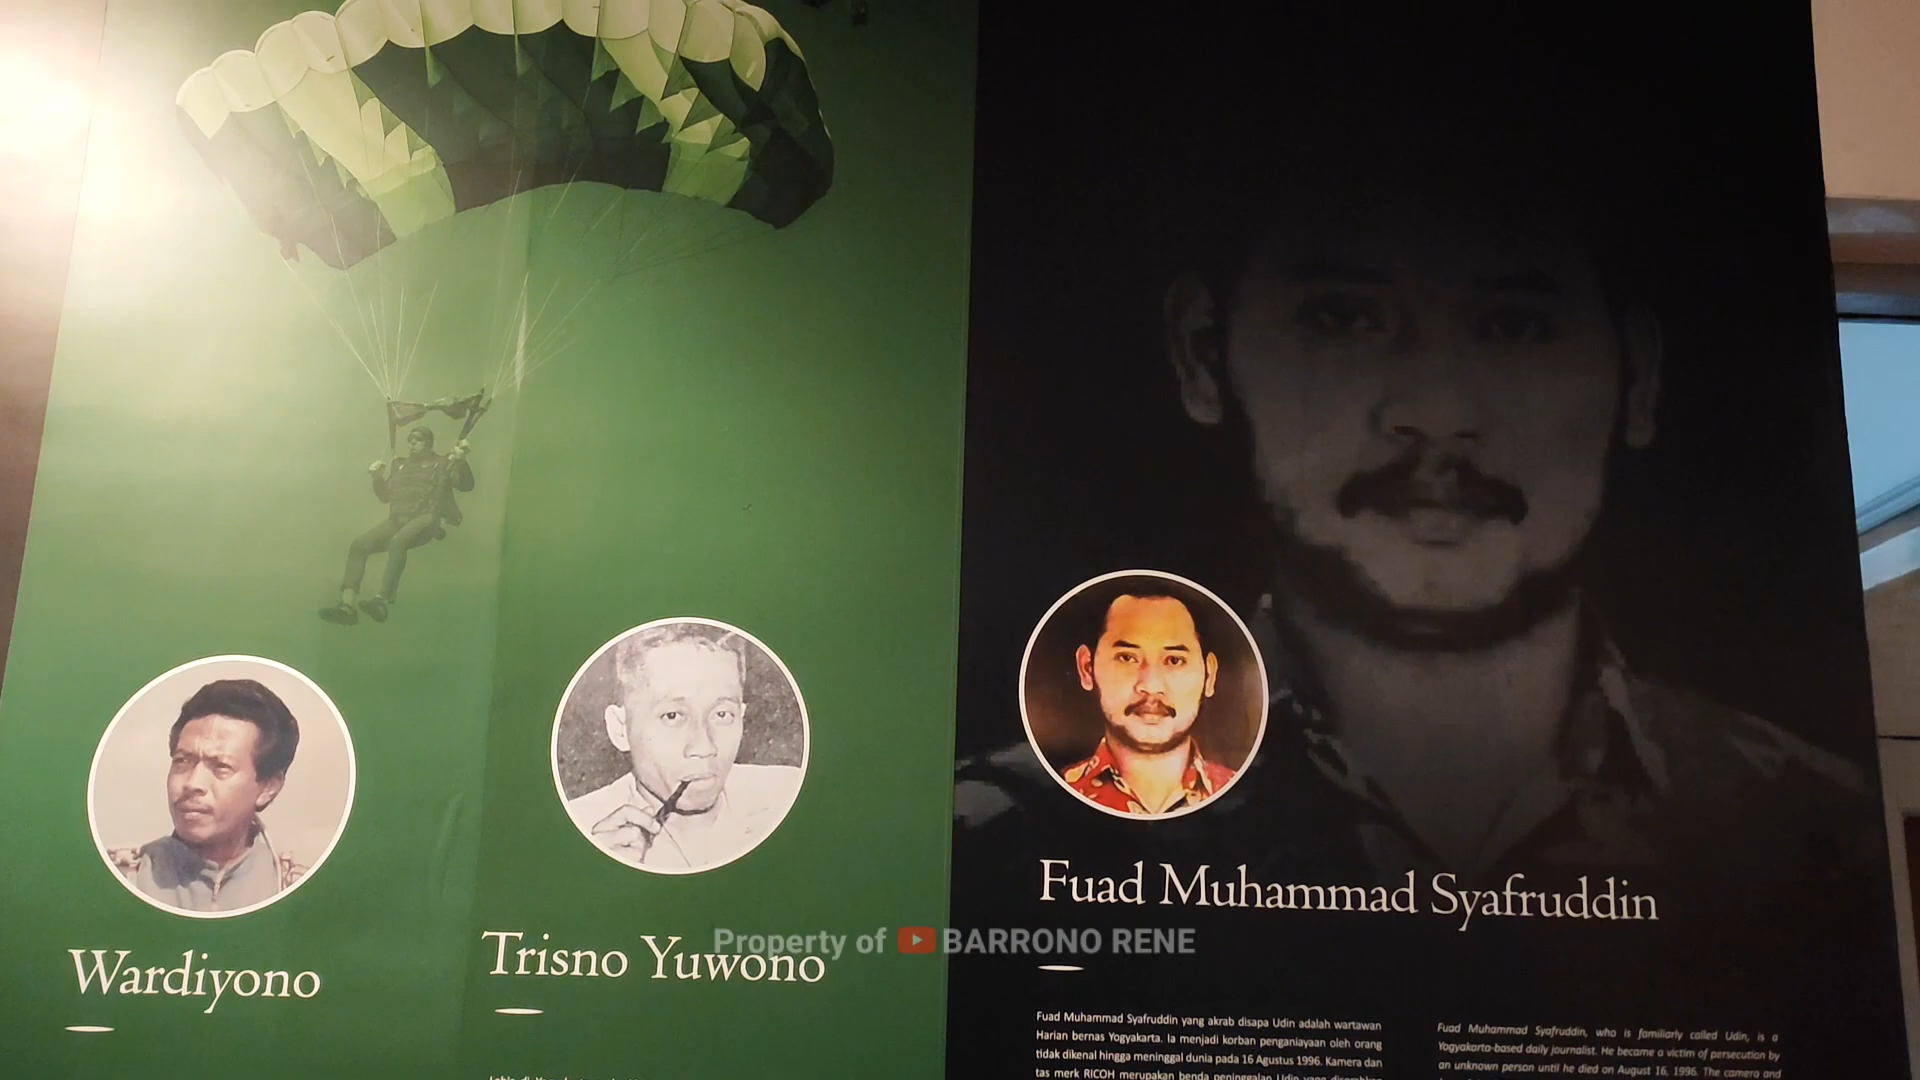 Wardiyono
Trisno Yuwono
Fuad Muhammad Syafruddin
Property of BARRONO RENE
Fuad Muhammad Syafruddin yang akrab disapa Udin adalah wartawan
Harian bernas Yogyakarta. Ia menjadi korban penganiayaan oleh orang
tidak dikenal hingga meninggal dunia pada 16 Agustus 1996. Kamera dan
tas merk RICOH merupakan benda peninggalan Udin yang
Fuad Muhammad Syafruddin, who is familiarly called Udin, is a
Yogyakarta-based daily journalist. He became a victim of persecution by
an unknown person until he died on August 16, 1996. The camera and